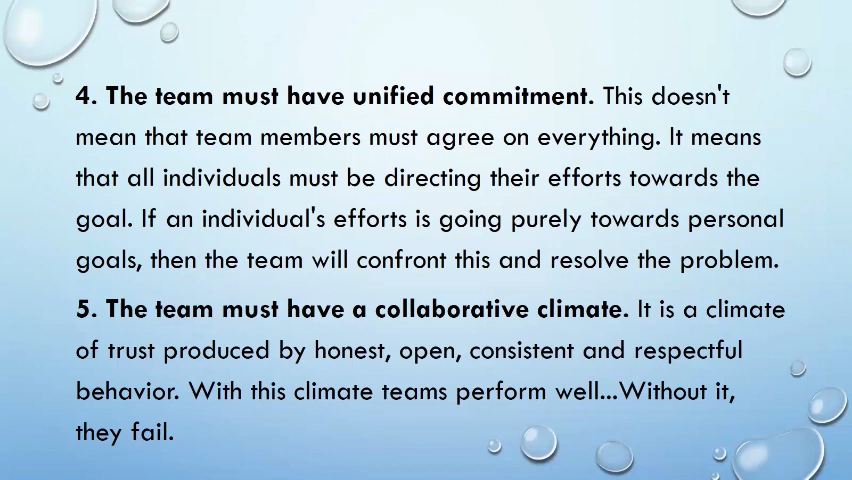 4. The team must have unified commitment. This doesn't
mean that team members must agree on everything. It means
that all individuals must be directing their efforts towards the
goal. If an individual's efforts is going purely towards personal
goals, then the team will confront this and resolve the problem.
5. The team must have a collaborative climate. It is a climate
of trust produced by honest, open, consistent and respectful
behavior. With this climate teams perform well...Without it,
they fail.